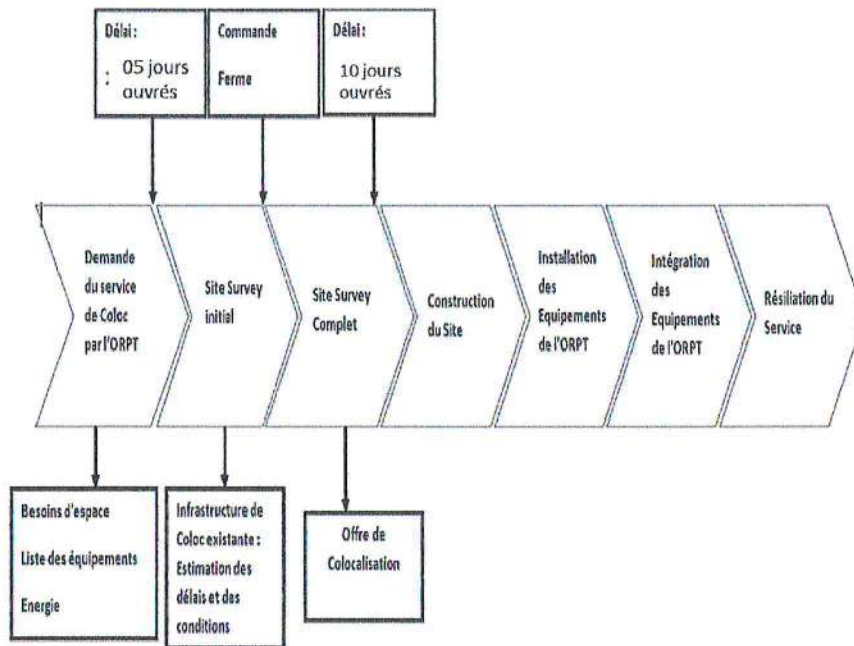 Délai :
: 05 jours
ouvrés
Commande
Ferme
Délai :
10 jours
ouvrés
Demande
du service
de Coloc
par l'ORPT
Site Survey
initial
Site Survey
Complet
Construction
du Site
Installation
des
Equipements
de l'ORPT
Intégration
des
Equipements
de l'ORPT
Résiliation du
Service
Besoins d'espace
Liste des équipements
Energie
Infrastructure de
Coloc existante :
Estimation des
délais et des
conditions
Offre de
Colocalisation